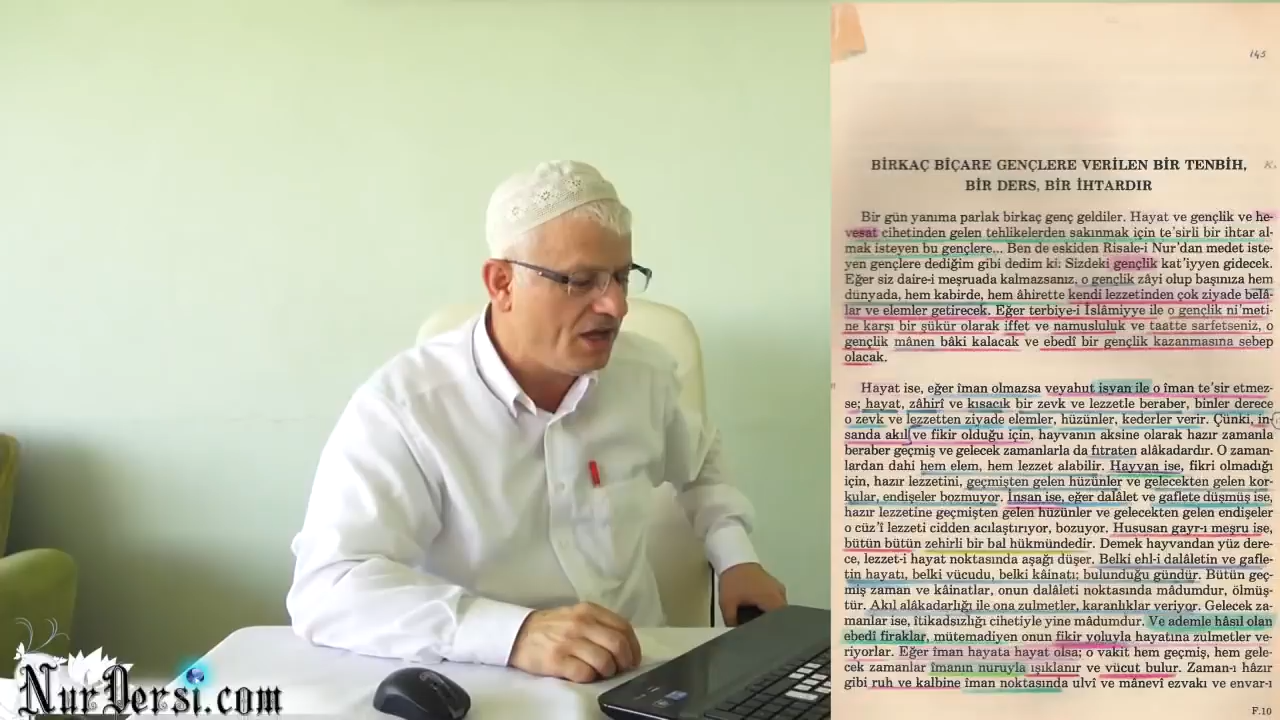 145
BİRKAÇ BİÇARE GENÇLERE VERİLEN BİR TENBİH,
BİR DERS, BİR İHTARDIR
Bir gün yanıma parlak birkaç genç geldiler. Hayat ve gençlik ve he-
vesat cihetinden gelen tehlikelerden sakınmak için te'sirli bir ihtar al-
mak isteyen bu gençlere... Ben de eskiden Risale-i Nur'dan medet iste-
yen gençlere dediğim gibi dedim ki: Sizdeki gençlik kat'iyyen gidecek.
Eğer siz daire-i meşruada kalmazsanız, o gençlik zâyi olup başınıza hem
dünyada, hem kabirde, hem âhirette kendi lezzetinden çok ziyade belâ-
lar ve elemler getirecek. Eğer terbiye-i İslâmiyye ile o gençlik ni'meti-
ne karşı bir şükür olarak iffet ve namusluluk ve taatte sarfetseniz, o
gençlik mânen bâki kalacak ve ebedî bir gençlik kazanmasına sebep
olacak.
Hayat ise, eğer îman olmazsa veyahut isyan ile o îman te'sir etmez-
se; hayat, zâhirî ve kısacık bir zevk ve lezzetle beraber, binler derece
o zevk ve lezzetten ziyade elemler, hüzünler, kederler verir. Çünki, in-
sanda akıl ve fikir olduğu için, hayvanın aksine olarak hazır zamanla
beraber geçmiş ve gelecek zamanlarla da fıtraten alâkadardır. O zaman-
lardan dahi hem elem, hem lezzet alabilir. Hayvan ise, fikri olmadığı
için, hazır lezzetini, geçmişten gelen hüzünler ve gelecekten gelen kor-
kular, endişeler bozmuyor. İnsan ise, eğer dalâlet ve gaflete düşmüş ise,
hazır lezzetine geçmişten gelen hüzünler ve gelecekten gelen endişeler
o cüz'î lezzeti cidden acılaştırıyor, bozuyor. Hususan gayr-ı meşru ise,
bütün bütün zehirli bir bal hükmündedir. Demek hayvandan yüz dere-
ce, lezzet-i hayat noktasında aşağı düşer. Belki ehl-i dalâletin ve gafle-
tin hayatı, belki vücudu, belki kâinatı; bulunduğu gündür. Bütün geç-
miş zaman ve kâinatlar, onun dalâleti noktasında mâdumdur, ölmüş-
tür. Akıl alâkadarlığı ile ona zulmetler, karanlıklar veriyor. Gelecek za-
manlar ise, îtikadsızlığı cihetiyle yine mâdumdur. Ve ademle hâsıl olan
ebedî firaklar, mütemadiyen onun fikir yoluyla hayatına zulmetler ve-
riyorlar. Eğer îman hayata hayat olsa; o vakit hem geçmiş, hem gele-
cek zamanlar îmanın nuruyla ışıklanır ve vücut bulur. Zaman-ı hâzır
gibi ruh ve kalbine îman noktasında ulvî ve mânevî ezvakı ve envar-ı
F.10
NurDersi.com